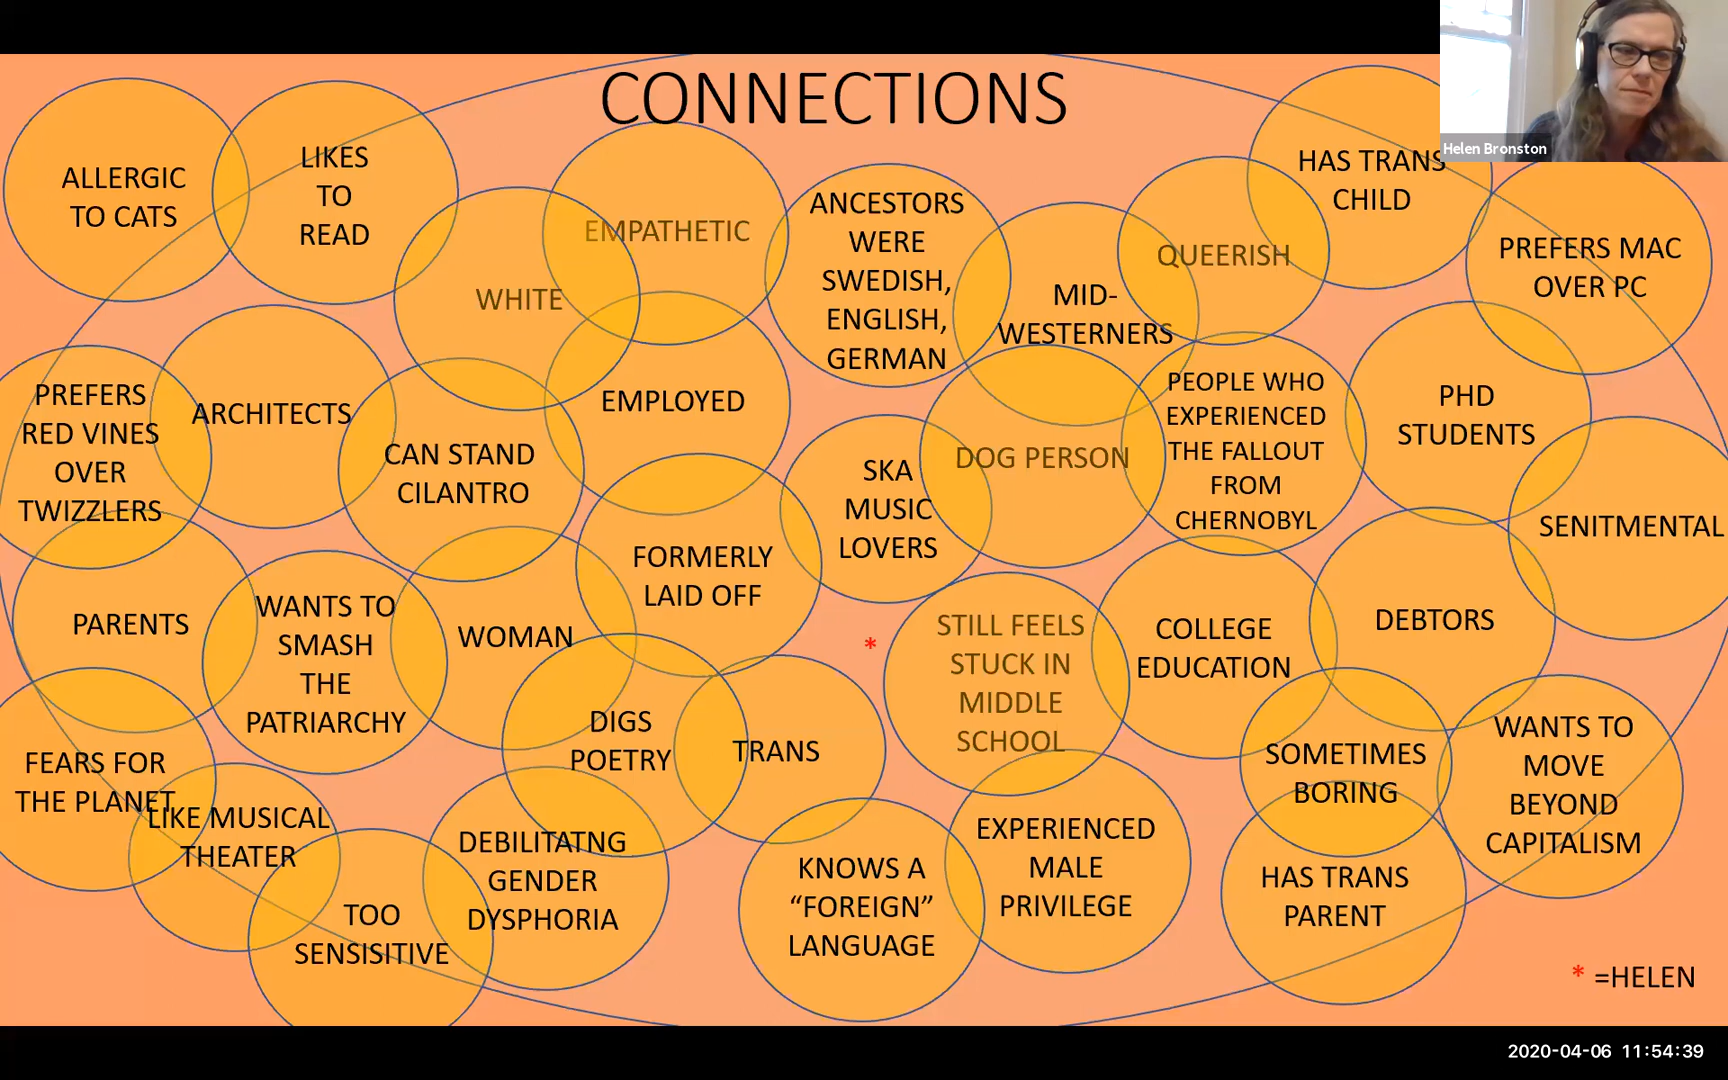 CONNECTIONS
Helen Bronston
ALLERGIC
TO CATS
LIKES
TO
READ
EMPATHETIC
WHITE
ANCESTORS
WERE
SWEDISH,
ENGLISH,
GERMAN
MID-
WESTERNERS
QUEERISH
HAS TRANS
CHILD
PREFERS MAC
OVER PC
PREFERS
RED VINES
OVER
TWIZZLERS
ARCHITECTS
CAN STAND
CILANTRO
EMPLOYED
SKA
MUSIC
LOVERS
DOG PERSON
PEOPLE WHO
EXPERIENCED
THE FALLOUT
FROM
CHERNOBYL
PHD
STUDENTS
SENITMENTAL
PARENTS
WANTS TO
SMASH
THE
PATRIARCHY
WOMAN
FORMERLY
LAID OFF
*
STILL FEELS
STUCK IN
MIDDLE
SCHOOL
COLLEGE
EDUCATION
DEBTORS
FEARS FOR
THE PLANET
LIKE MUSICAL
THEATER
TOO
SENSISITIVE
DEBILITATNG
GENDER
DYSPHORIA
DIGS
POETRY
TRANS
KNOWS A
“FOREIGN”
LANGUAGE
EXPERIENCED
MALE
PRIVILEGE
SOMETIMES
BORING
HAS TRANS
PARENT
WANTS TO
MOVE
BEYOND
CAPITALISM
* =HELEN
2020-04-06 11:54:39